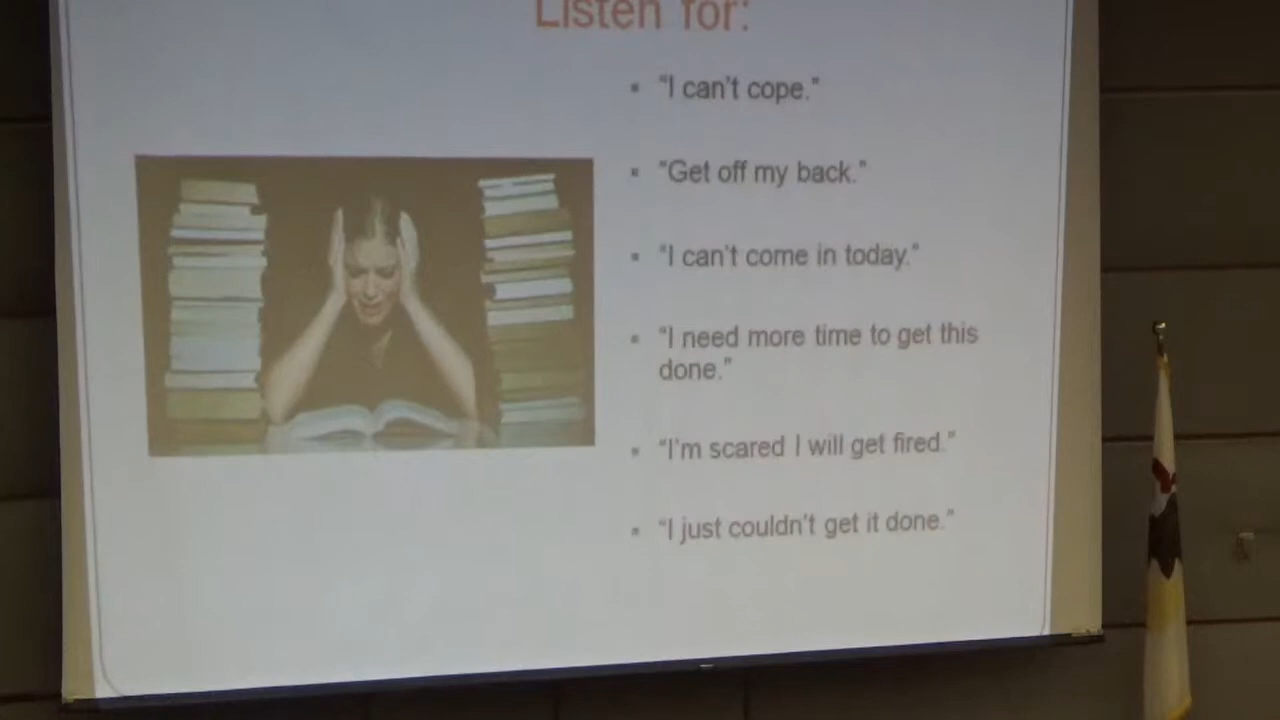 Listen for:
"I can't cope."
"Get off my back."
"I can't come in today."
"I need more time to get this
done."
"I'm scared I will get fired."
"I just couldn't get it done."